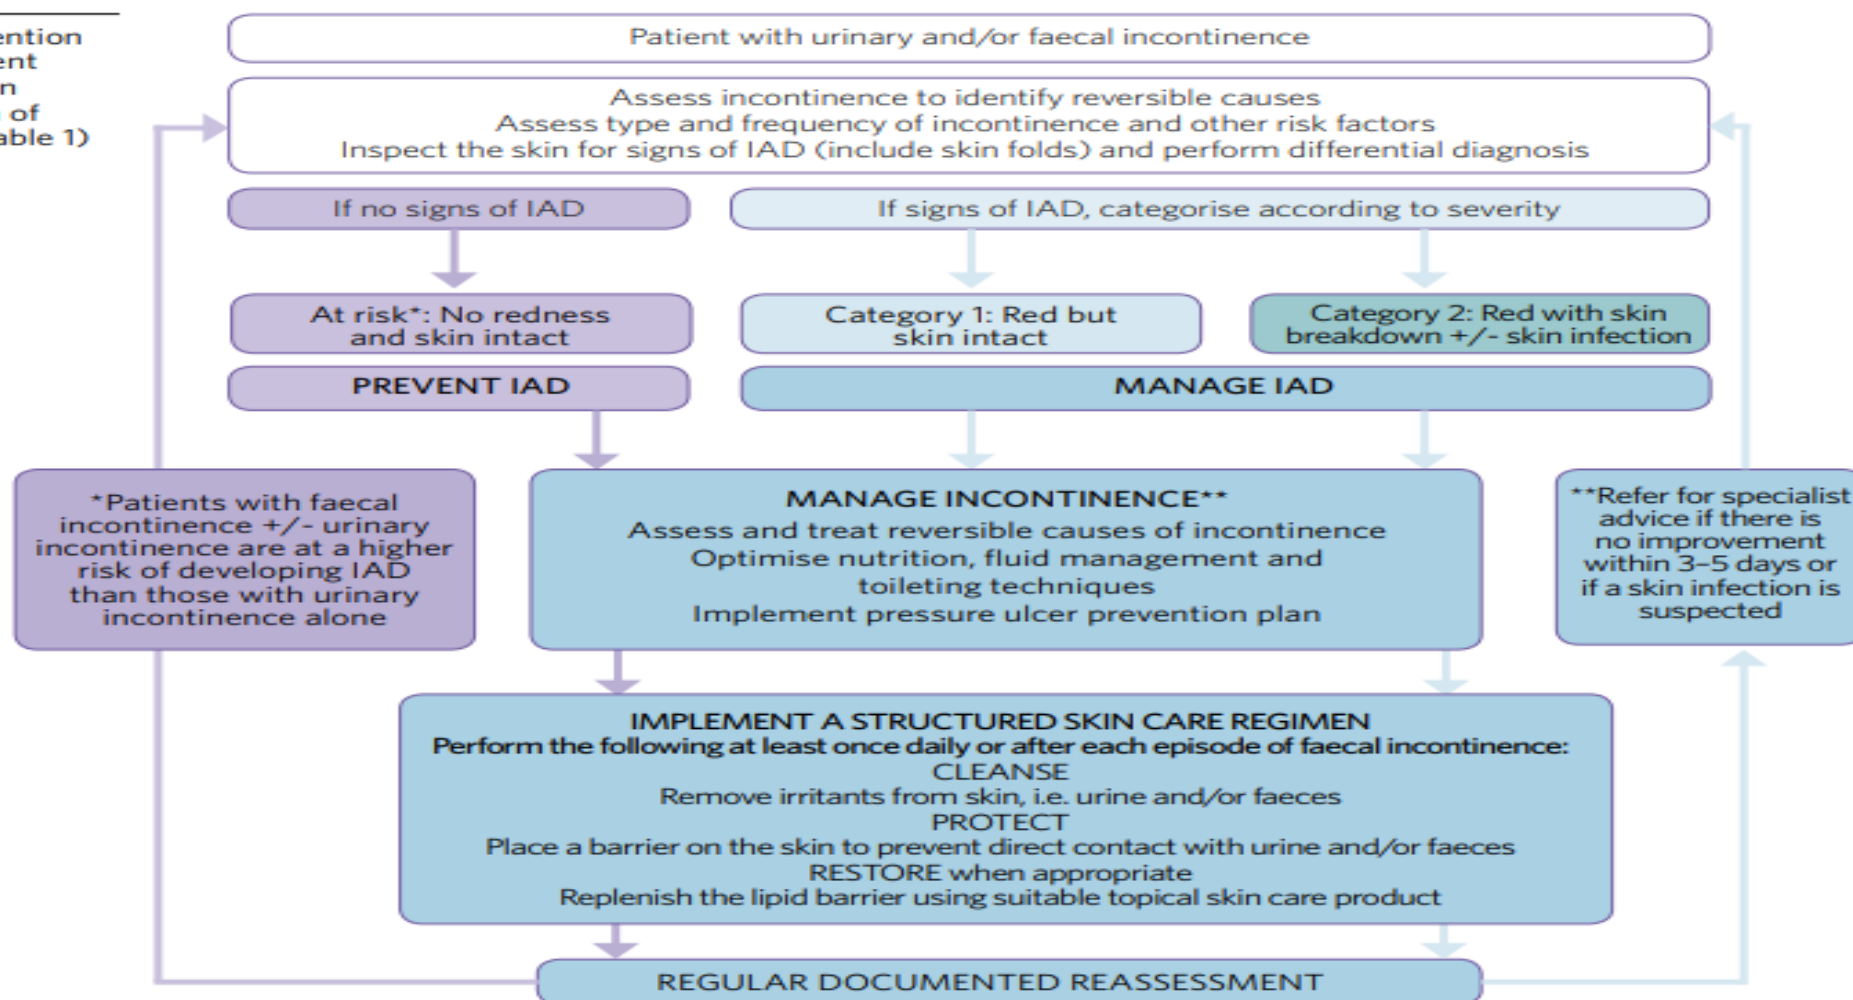 ention
ent
n
of
able 1)
Patient with urinary and/or faecal incontinence
Assess incontinence to identify reversible causes
Assess type and frequency of incontinence and other risk factors
Inspect the skin for signs of IAD (include skin folds) and perform differential diagnosis
If no signs of IAD
If signs of IAD, categorise according to severity
At risk*: No redness
and skin intact
Category 1: Red but
skin intact
Category 2: Red with skin
breakdown +/- skin infection
PREVENT IAD
MANAGE IAD
*Patients with faecal
incontinence +/- urinary
incontinence are at a higher
risk of developing IAD
than those with urinary
incontinence alone
MANAGE INCONTINENCE**
Assess and treat reversible causes of incontinence
Optimise nutrition, fluid management and
toileting techniques
Implement pressure ulcer prevention plan
**Refer for specialist
advice if there is
no improvement
within 3–5 days or
if a skin infection is
suspected
IMPLEMENT A STRUCTURED SKIN CARE REGIMEN
Perform the following at least once daily or after each episode of faecal incontinence:
CLEANSE
Remove irritants from skin, i.e. urine and/or faeces
PROTECT
Place a barrier on the skin to prevent direct contact with urine and/or faeces
RESTORE when appropriate
Replenish the lipid barrier using suitable topical skin care product
REGULAR DOCUMENTED REASSESSMENT